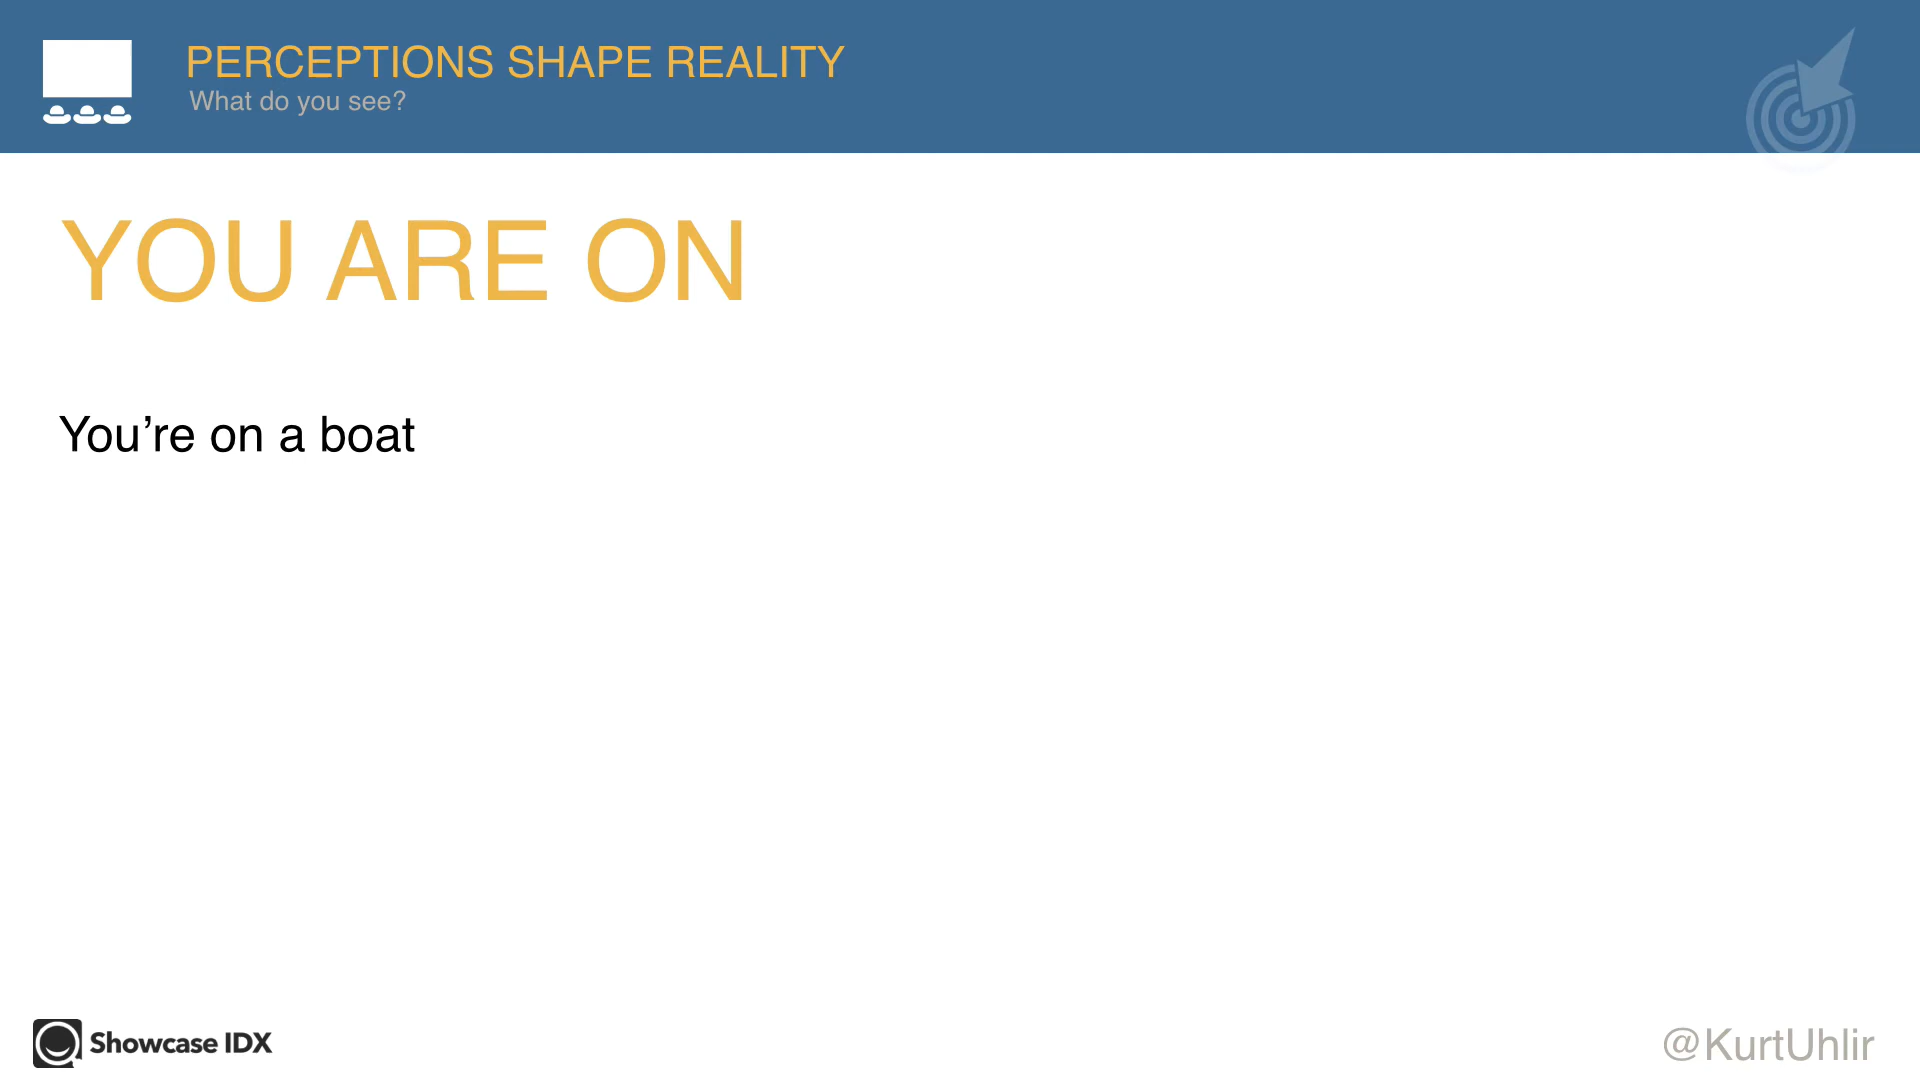 PERCEPTIONS SHAPE REALITY
What do you see?
YOU ARE ON
You’re on a boat
Showcase IDX
@KurtUhlir